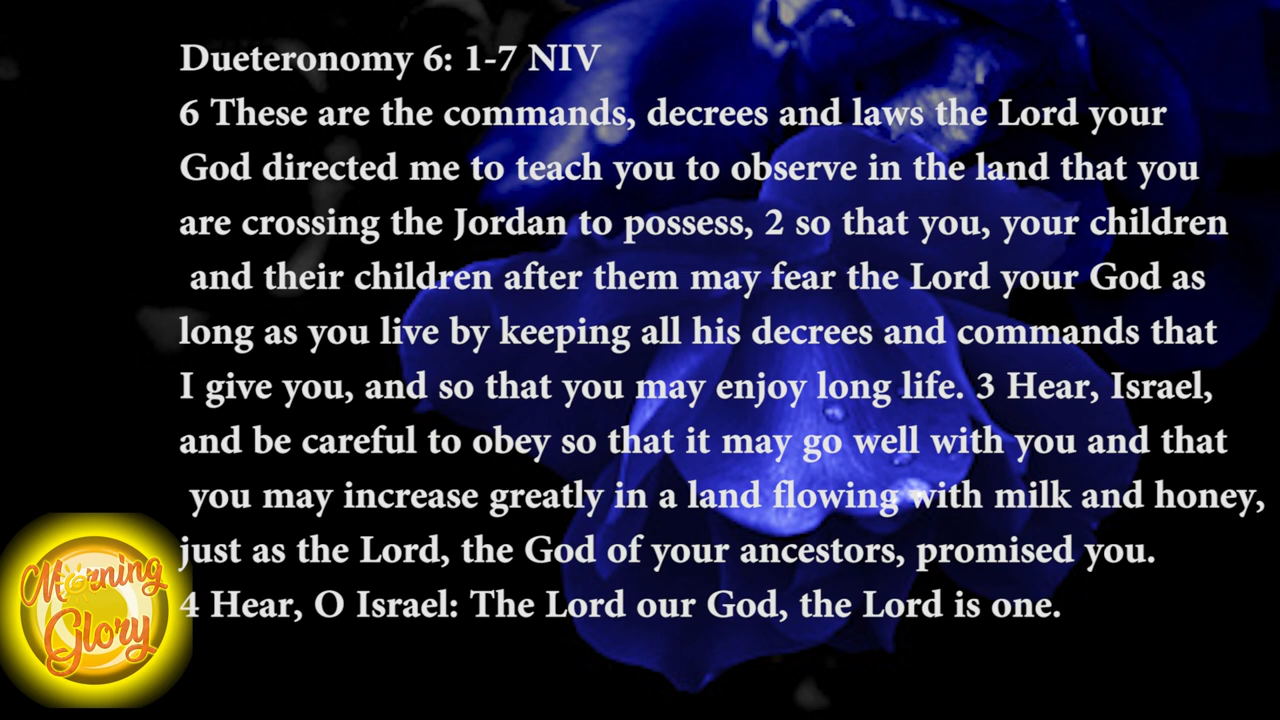 Dueteronomy 6: 1-7 NIV
6 These are the commands, decrees and laws the Lord your
God directed me to teach you to observe in the land that you
are crossing the Jordan to possess, 2 so that you, your children
and their children after them may fear the Lord your God as
long as you live by keeping all his decrees and commands that
I give you, and so that you may enjoy long life. 3 Hear, Israel,
and be careful to obey so that it may go well with you and that
you may increase greatly in a land flowing with milk and honey,
just as the Lord, the God of your ancestors, promised you.
4 Hear, O Israel: The Lord our God, the Lord is one.
Morning
Glory